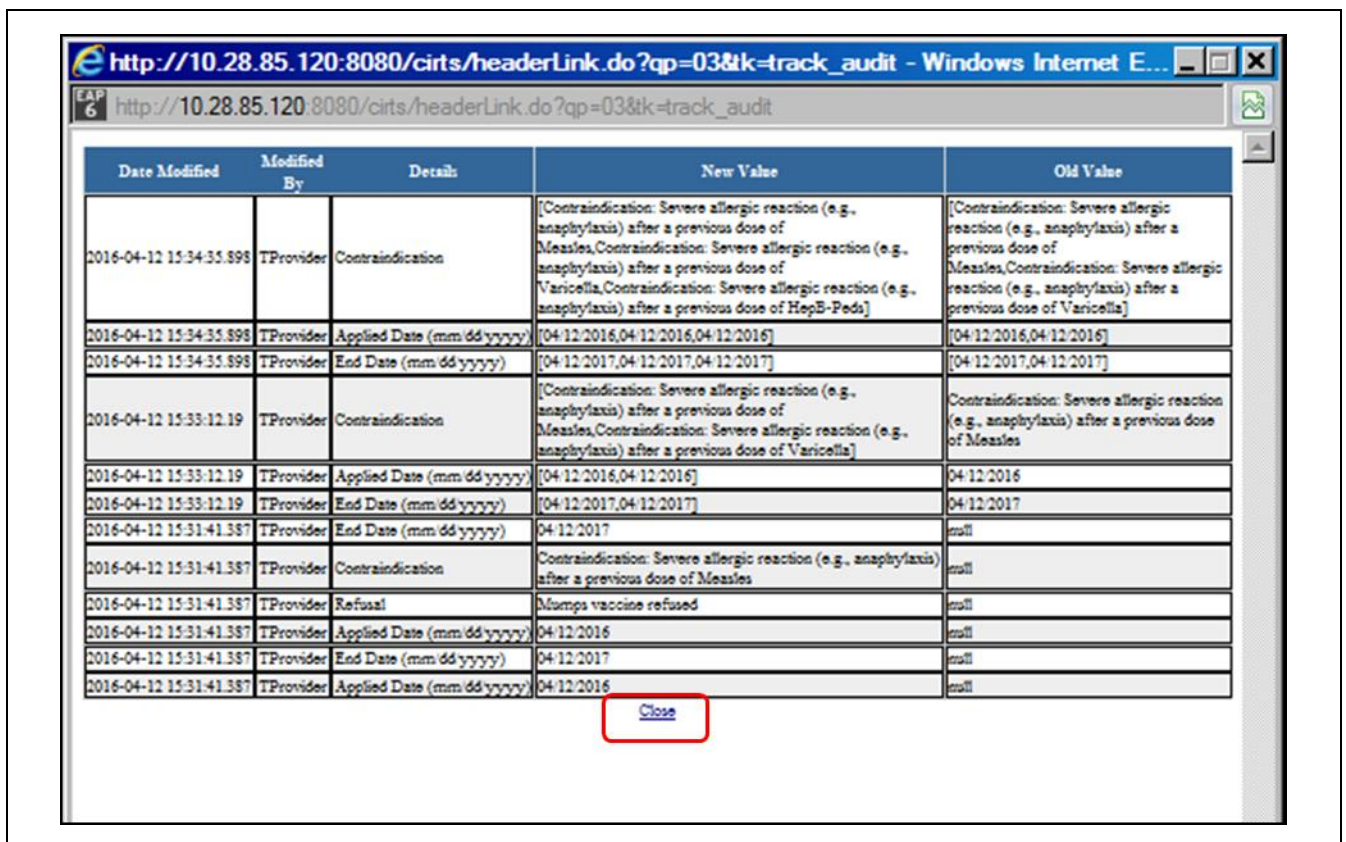 http://10.28.85.120:8080/cirts/headerLink.do?qp=03&tk=track_audit - Windows Internet E...
EAP
6
http://10.28.85.120:8080/cirts/headerLink.do?qp=03&tk=track_audit
Date Modified Modified By Details New Value Old Value
2016-04-12 15:34:35.898 TProvider Contraindication
[Contraindication: Severe allergic reaction (e.g.,
anaphylaxis) after a previous dose of
Measles,Contraindication: Severe allergic reaction (e.g.,
anaphylaxis) after a previous dose of
Varicella,Contraindication: Severe allergic reaction (e.g.,
anaphylaxis) after a previous dose of HepB-Peds]
[Contraindication: Severe allergic
reaction (e.g., anaphylaxis) after a
previous dose of
Measles,Contraindication: Severe allergic
reaction (e.g., anaphylaxis) after a
previous dose of Varicella]
2016-04-12 15:34:35.898 TProvider Applied Date (mm/dd/yyyy) [04/12/2016,04/12/2016,04/12/2016] [04/12/2016,04/12/2016]
2016-04-12 15:34:35.898 TProvider End Date (mm/dd/yyyy) [04/12/2017,04/12/2017,04/12/2017] [04/12/2017,04/12/2017]
2016-04-12 15:33:12.19 TProvider Contraindication
[Contraindication: Severe allergic reaction (e.g.,
anaphylaxis) after a previous dose of
Measles,Contraindication: Severe allergic reaction (e.g.,
anaphylaxis) after a previous dose of Varicella]
Contraindication: Severe allergic reaction
(e.g., anaphylaxis) after a previous dose
of Measles
2016-04-12 15:33:12.19 TProvider Applied Date (mm/dd/yyyy) [04/12/2016,04/12/2016] 04/12/2016
2016-04-12 15:33:12.19 TProvider End Date (mm/dd/yyyy) [04/12/2017,04/12/2017] 04/12/2017
2016-04-12 15:31:41.387 TProvider End Date (mm/dd/yyyy) 04/12/2017 null
2016-04-12 15:31:41.387 TProvider Contraindication
Contraindication: Severe allergic reaction (e.g., anaphylaxis)
after a previous dose of Measles
null
2016-04-12 15:31:41.387 TProvider Refusal Mumps vaccine refused null
2016-04-12 15:31:41.387 TProvider Applied Date (mm/dd/yyyy) 04/12/2016 null
2016-04-12 15:31:41.387 TProvider End Date (mm/dd/yyyy) 04/12/2017 null
2016-04-12 15:31:41.387 TProvider Applied Date (mm/dd/yyyy) 04/12/2016 null
Close